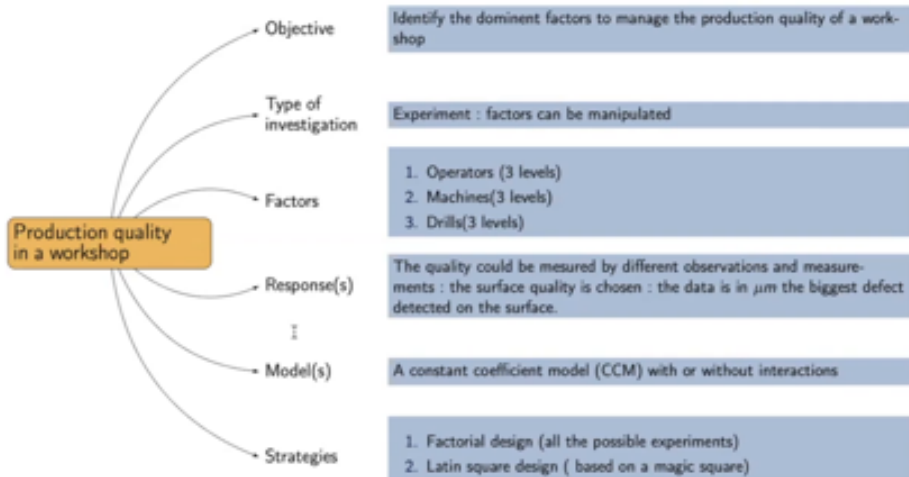 Production quality
in a workshop
Objective
Identify the dominent factors to manage the production quality of a work-
shop
Type of
investigation
Experiment : factors can be manipulated
Factors
1. Operators (3 levels)
2. Machines(3 levels)
3. Drills(3 levels)
Response(s)
The quality could be mesured by different observations and measure-
ments : the surface quality is chosen : the data is in μm the biggest defect
detected on the surface.
Model(s)
A constant coefficient model (CCM) with or without interactions
Strategies
1. Factorial design (all the possible experiments)
2. Latin square design ( based on a magic square)